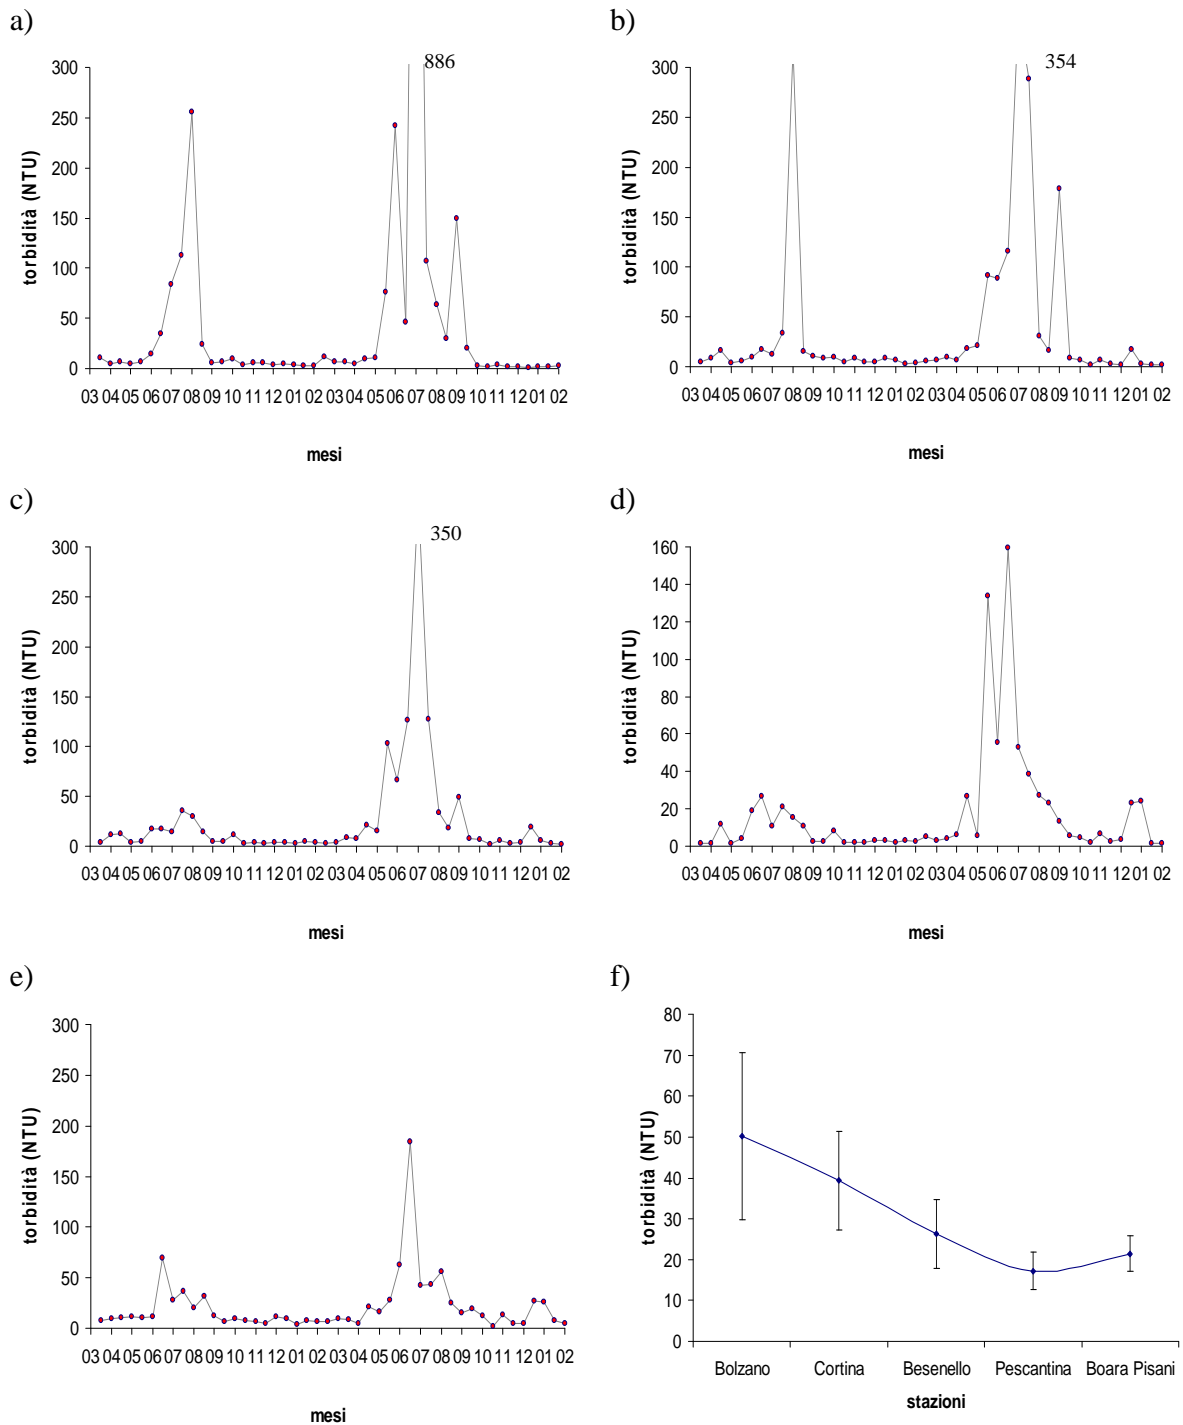 a)
886
300
250
200
150
100
50
0
torbidità (NTU)
03 04 05 06 07 08 09 10 11 12 01 02 03 04 05 06 07 08 09 10 11 12 01 02
mesi
b)
354
300
250
200
150
100
50
0
torbidità (NTU)
03 04 05 06 07 08 09 10 11 12 01 02 03 04 05 06 07 08 09 10 11 12 01 02
mesi
c)
350
300
250
200
150
100
50
0
torbidità (NTU)
03 04 05 06 07 08 09 10 11 12 01 02 03 04 05 06 07 08 09 10 11 12 01 02
mesi
d)
160
140
120
100
80
60
40
20
0
torbidità (NTU)
03 04 05 06 07 08 09 10 11 12 01 02 03 04 05 06 07 08 09 10 11 12 01 02
mesi
e)
300
250
200
150
100
50
0
torbidità (NTU)
03 04 05 06 07 08 09 10 11 12 01 02 03 04 05 06 07 08 09 10 11 12 01 02
mesi
f)
80
70
60
50
40
30
20
10
0
torbidità (NTU)
Bolzano Cortina Besenello Pescantina Boara Pisani
stazioni